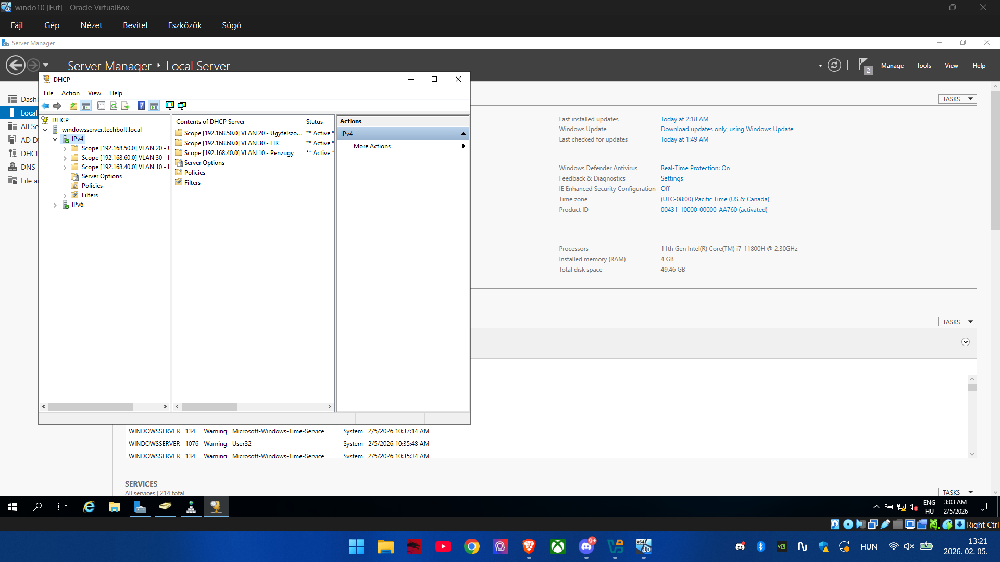 windo10 [Fut] - Oracle VirtualBox
Fájl Gép Nézet Bevitel Eszközök Súgó
Server Manager
Server Manager Local Server
2 Manage Tools View Help
DHCP
File Action View Help
Dash
Local
All Se
AD D
DHCP
DNS
File a
DHCP
windowsserver.techbolt.local
IPv4
Scope [192.168.50.0] VLAN 20 -
Scope [192.168.60.0] VLAN 30 -
Scope [192.168.40.0] VLAN 10 -
Server Options
Policies
Filters
IPv6
Contents of DHCP Server Status
Scope [192.168.50.0] VLAN 20 - Ugyfelszo... ** Active *
Scope [192.168.60.0] VLAN 30 - HR ** Active *
Scope [192.168.40.0] VLAN 10 - Penzugy ** Active *
Server Options
Policies
Filters
Actions
IPv4
More Actions
TASKS
Last installed updates Today at 2:18 AM
Windows Update Download updates only, using Windows Update
Last checked for updates Today at 1:49 AM
Windows Defender Antivirus Real-Time Protection: On
Feedback & Diagnostics Settings
IE Enhanced Security Configuration Off
Time zone (UTC-08:00) Pacific Time (US & Canada)
Product ID 00431-10000-00000-AA760 (activated)
Processors 11th Gen Intel(R) Core(TM) i7-11800H @ 2.30GHz
Installed memory (RAM) 4 GB
Total disk space 49.46 GB
TASKS
WINDOWSSERVER 134 Warning Microsoft-Windows-Time-Service System 2/5/2026 10:37:14 AM
WINDOWSSERVER 1076 Warning User32 System 2/5/2026 10:35:48 AM
WINDOWSSERVER 134 Warning Microsoft-Windows-Time-Service System 2/5/2026 10:35:34 AM
SERVICES
All services | 214 total
TASKS
ENG
HU
3:03 AM
2/5/2026
Right Ctrl
9+
x64
10
HUN
13:21
2026. 02. 05.